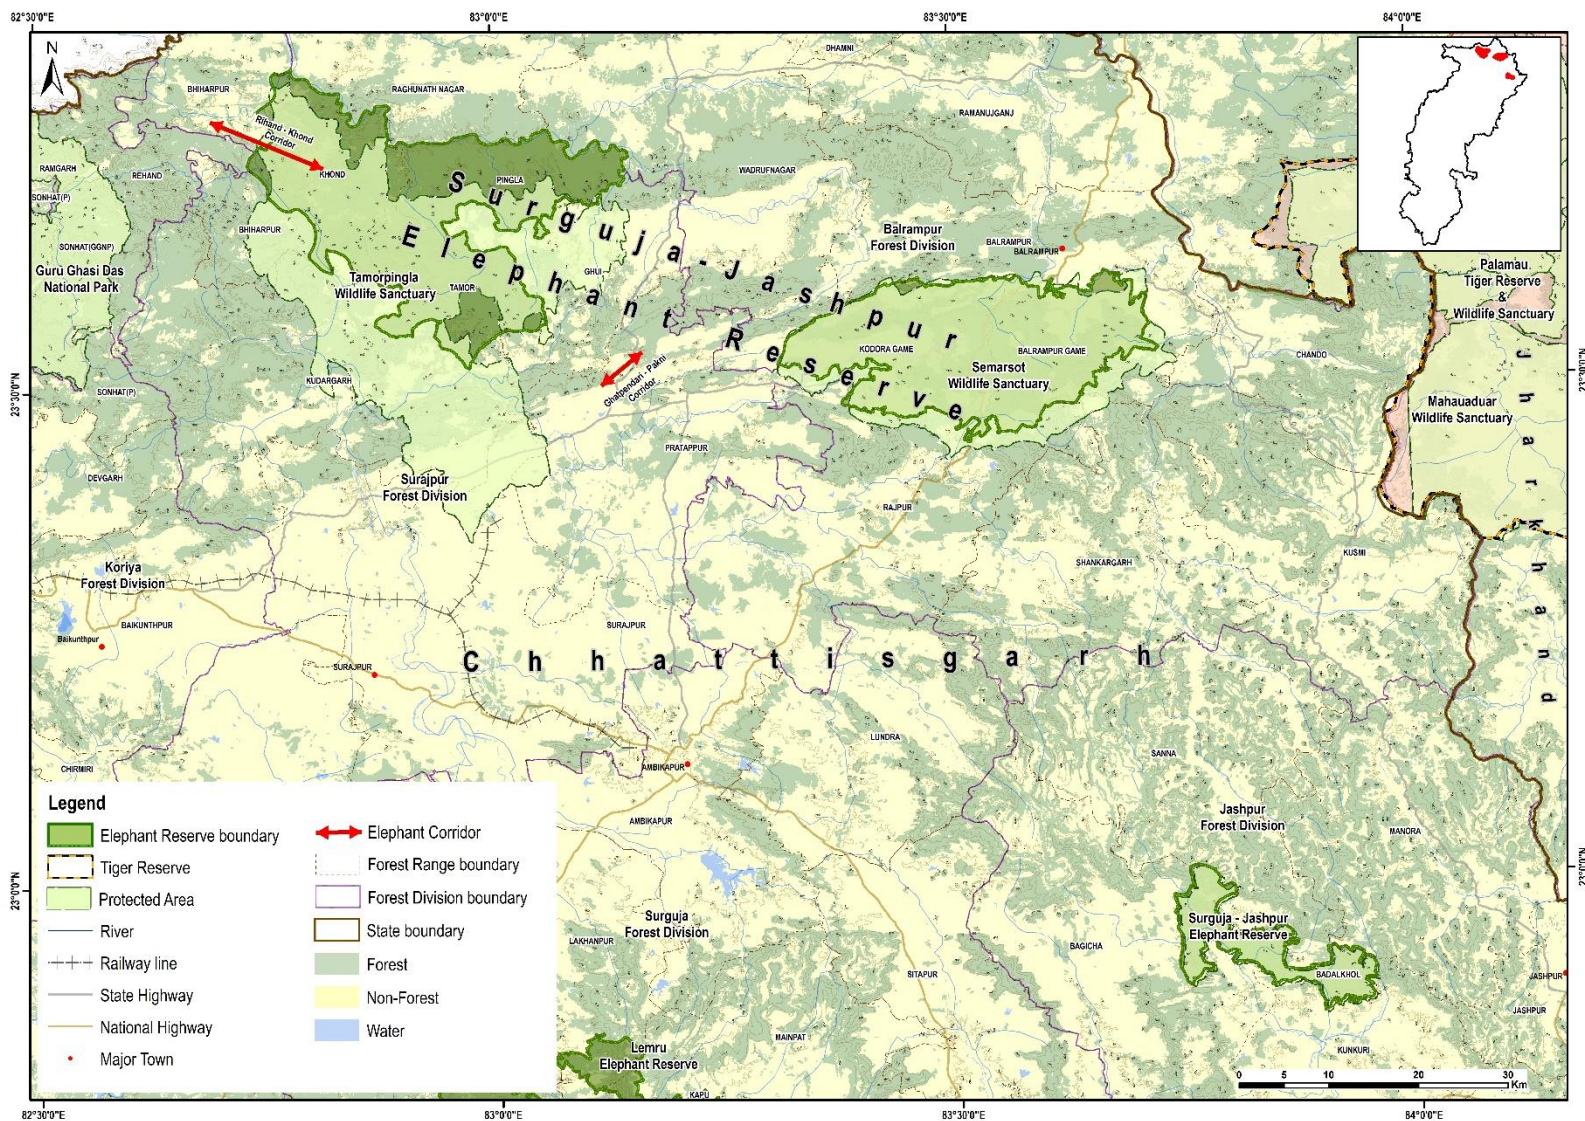 82°30'0"E 83°0'0"E 83°30'0"E 84°0'0"E
N
DHAMNI
BHIHARPUR
RAGHUNATH NAGAR
RAMANUJGANJ
Rihand - Khond
Corridor
RAMGARH
REHAND
KHOND
PINGLA
WADRUFNAGAR
SONHAT(P)
Surguja-Jashpur
Elephant Reserve
BHIHARPUR
SONHAT(GGNP)
Balrampur
Forest Division
BALRAMPUR
BALRAMPUR
Guru Ghasi Das
National Park
Tamorpingla
Wildlife Sanctuary
GHUI
TAMOR
Palamau
Tiger Reserve
&
Wildlife Sanctuary
KODORA GAME
BALRAMPUR GAME
CHANDO
Semarsot
Wildlife Sanctuary
Ghatpendari - Pakni
Corridor
KUDARGARH
SONHAT(P)
23°30'0"N
23°30'0"N
Mahauaduar
Wildlife Sanctuary
Jharkhand
PRATAPPUR
DEVGARH
Surajpur
Forest Division
RAJPUR
KUSMI
SHANKARGARH
Koriya
Forest Division
BAIKUNTHPUR
Baikunthpur
SURAJPUR
SURAJPUR
Chhattisgarh
LUNDRA
SANNA
CHIRMIRI
AMBIKAPUR
AMBIKAPUR
Jashpur
Forest Division
MANORA
23°0'0"N
23°0'0"N
Surguja
Forest Division
Surguja - Jashpur
Elephant Reserve
LAKHANPUR
BAGICHA
SITAPUR
BADALKHOL
JASHPUR
JASHPUR
MAINPAT
KUNKURI
Lemru
Elephant Reserve
KAPU
Legend
Elephant Reserve boundary
Tiger Reserve
Protected Area
River
Railway line
State Highway
National Highway
Major Town
Elephant Corridor
Forest Range boundary
Forest Division boundary
State boundary
Forest
Non-Forest
Water
0 5 10 20 30
Km
82°30'0"E 83°0'0"E 83°30'0"E 84°0'0"E